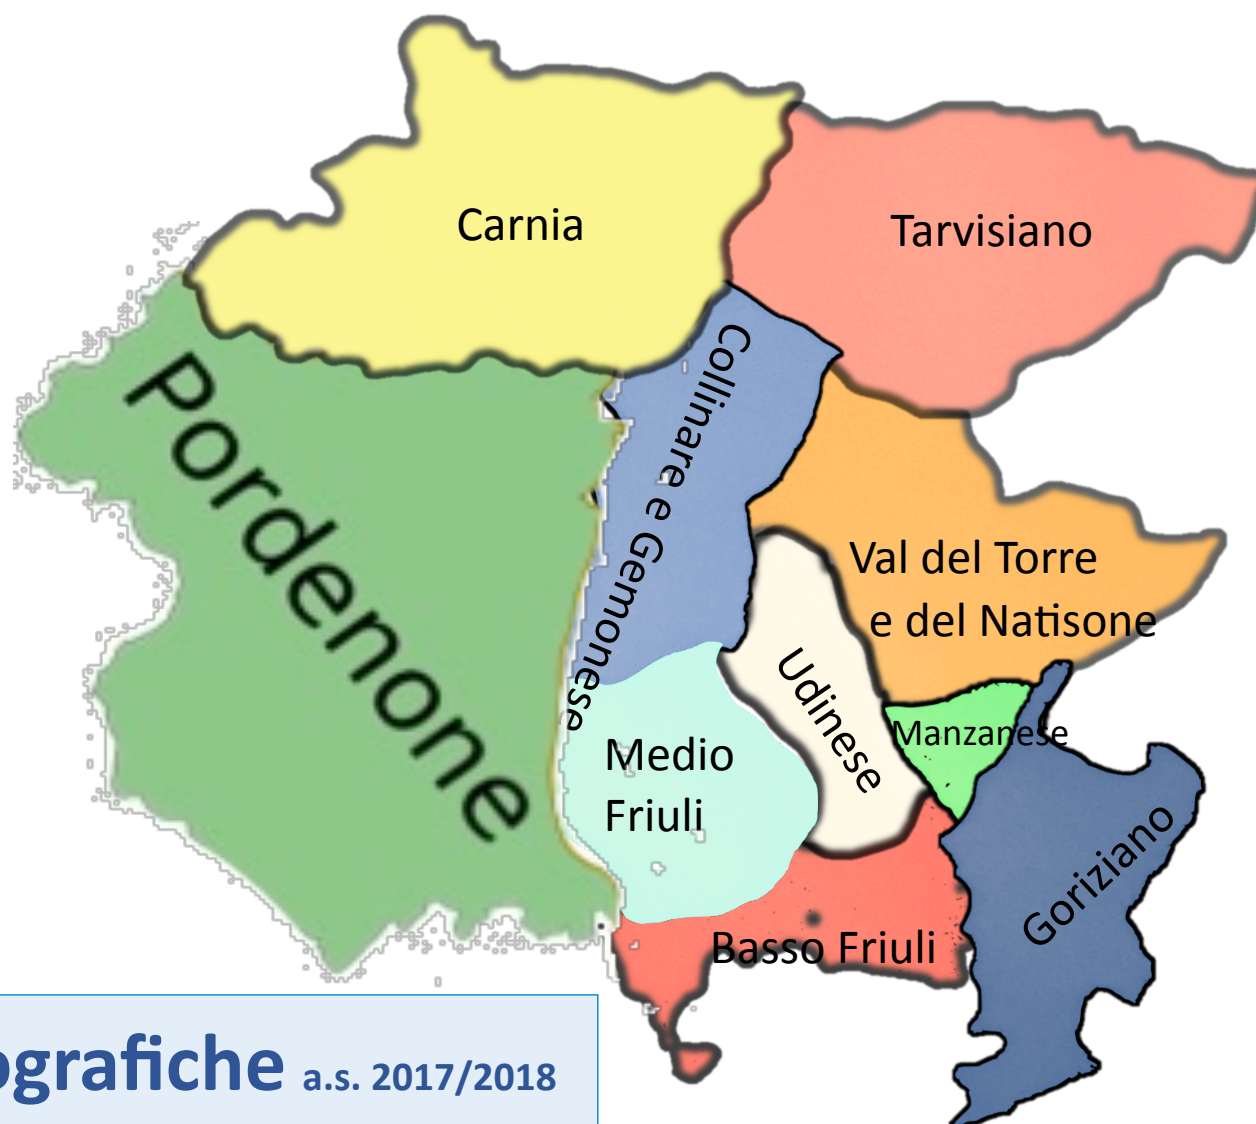 Carnia
Tarvisiano
Pordenone
Collinare e Gemonese
Val del Torre
e del Natisone
Udinese
Manzanese
Medio
Friuli
Goriziano
Basso Friuli
ografiche a.s. 2017/2018